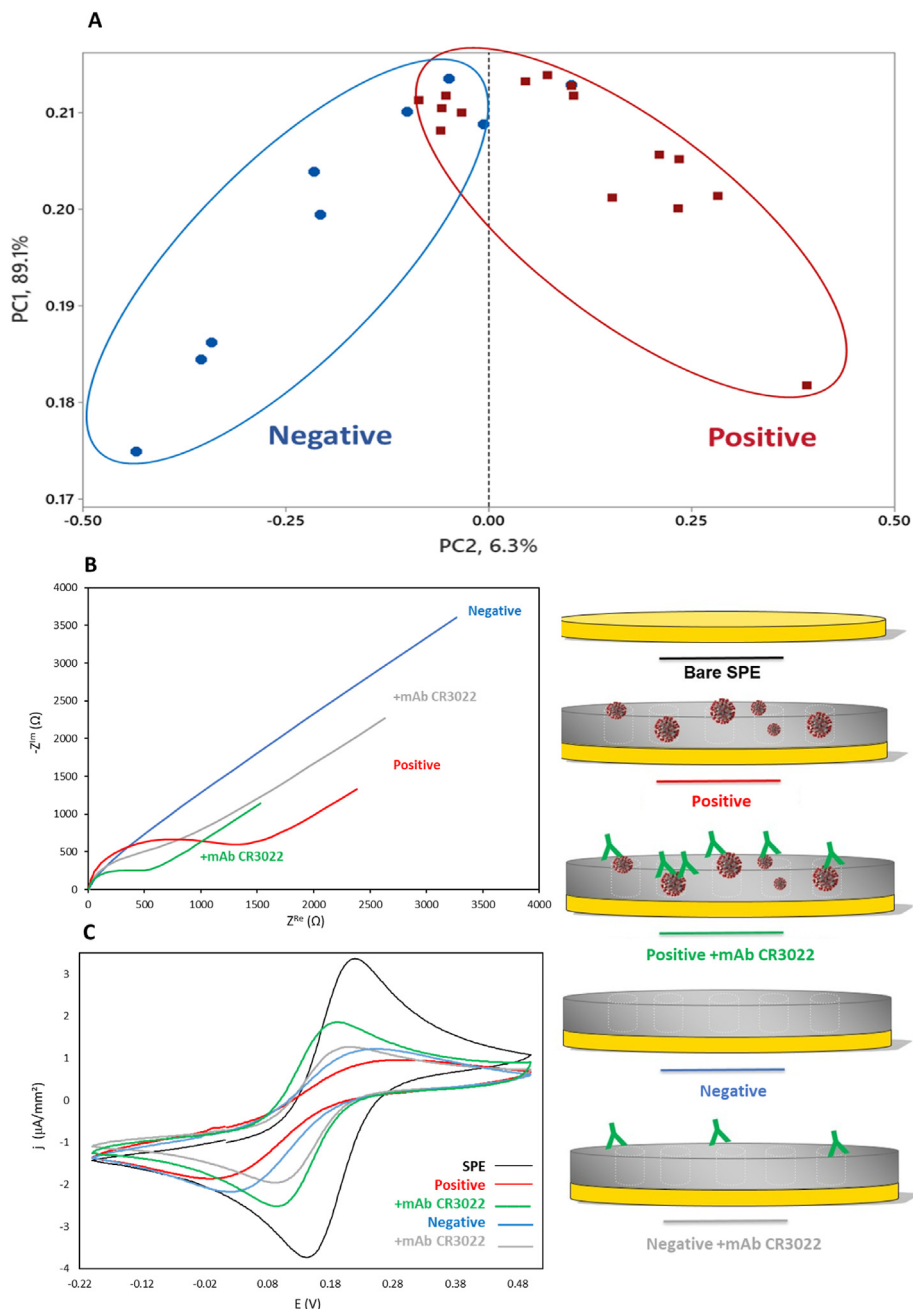 A
PC1, 89.1%
0.21
0.20
0.19
0.18
0.17
Negative
Positive
-0.50
-0.25
0.00
0.25
0.50
PC2, 6.3%
B
-Z^Im (Ω)
4000
3500
3000
2500
2000
1500
1000
500
0
Negative
+mAb CR3022
Positive
+mAb CR3022
0
500
1000
1500
2000
2500
3000
3500
4000
Z^Re (Ω)
Bare SPE
Positive
Positive +mAb CR3022
Negative
Negative +mAb CR3022
C
j (µA/mm²)
3
2
1
0
-1
-2
-3
-4
SPE
Positive
+mAb CR3022
Negative
+mAb CR3022
-0.22
-0.12
-0.02
0.08
0.18
0.28
0.38
0.48
E (V)